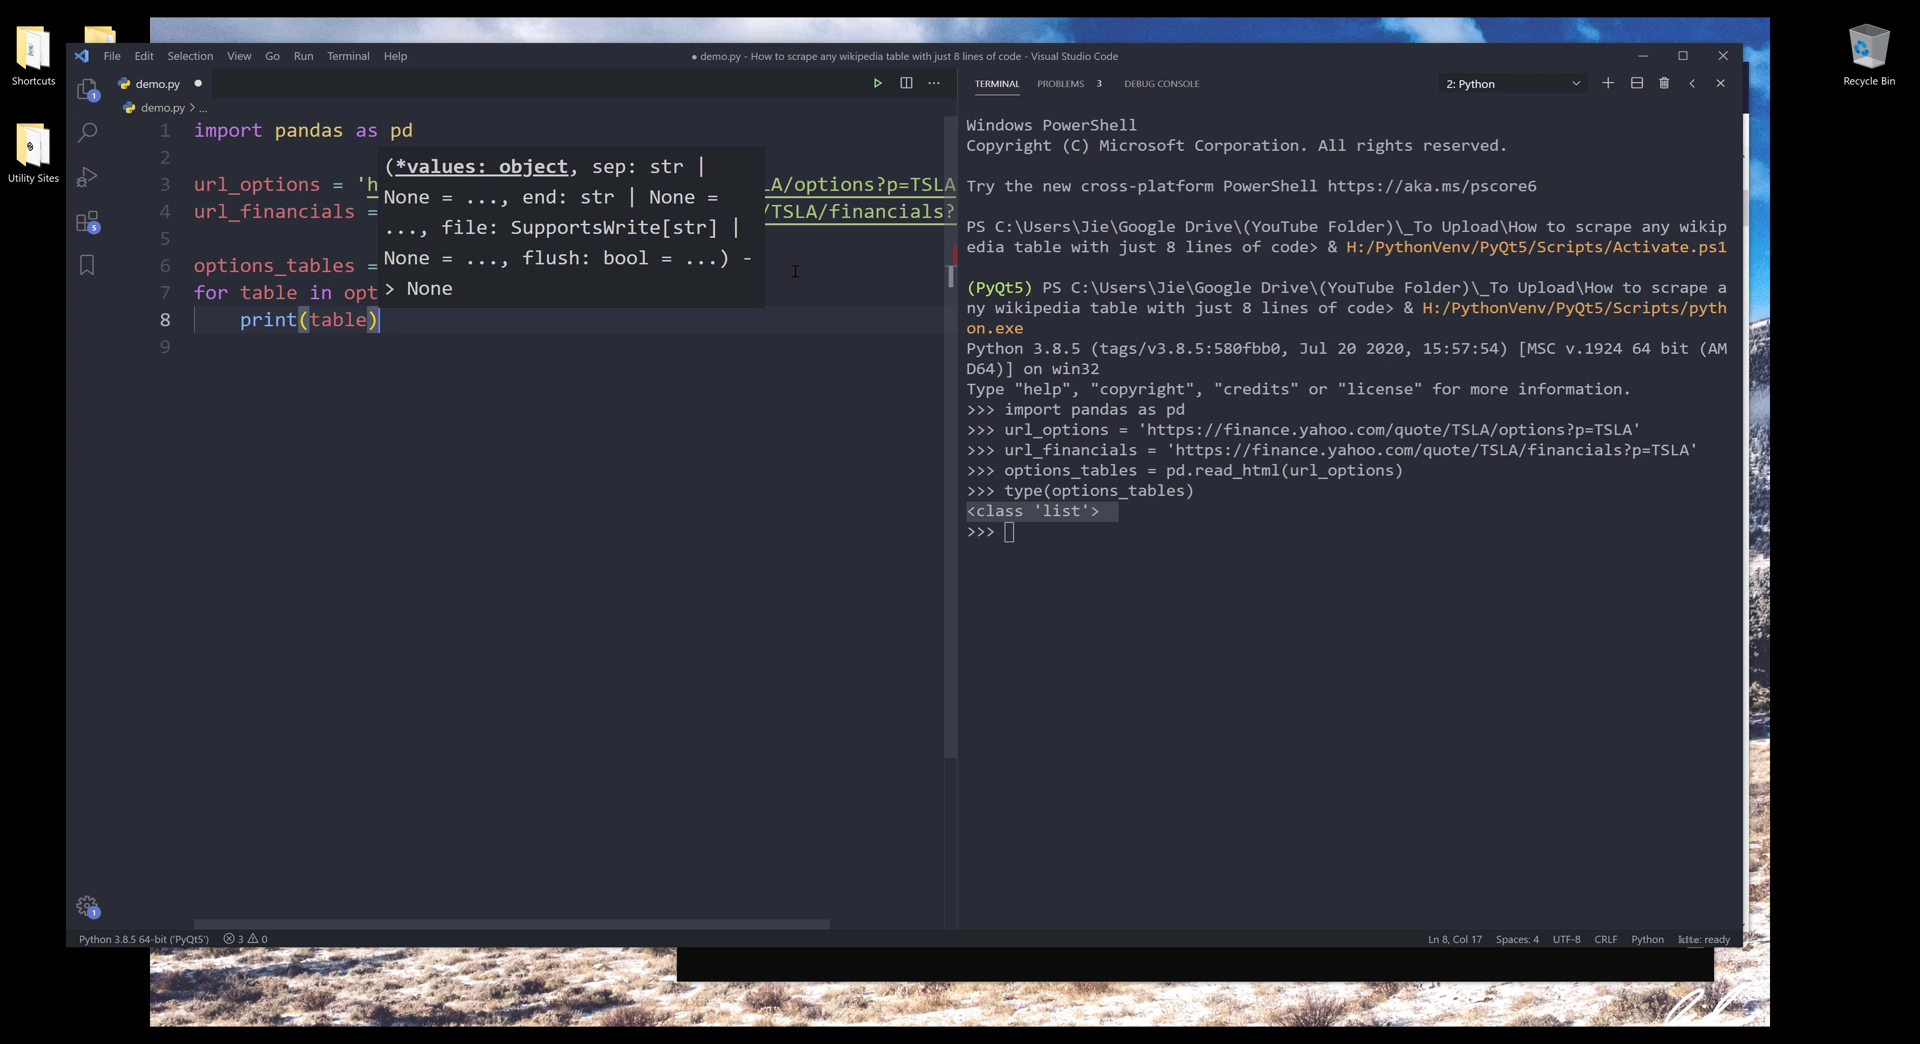 Shortcuts
Utility Sites
Recycle Bin
File Edit Selection View Go Run Terminal Help
● demo.py - How to scrape any wikipedia table with just 8 lines of code - Visual Studio Code
demo.py ●
demo.py > ...
1 import pandas as pd
2
3 url_options = 'h LA/options?p=TSLA
4 url_financials = /TSLA/financials?
5
6 options_tables =
7 for table in opt
8 print(table)
9
(*values: object, sep: str |
None = ..., end: str | None =
..., file: SupportsWrite[str] |
None = ..., flush: bool = ...) -
> None
TERMINAL PROBLEMS 3 DEBUG CONSOLE 2: Python
Windows PowerShell
Copyright (C) Microsoft Corporation. All rights reserved.
Try the new cross-platform PowerShell https://aka.ms/pscore6
PS C:\Users\Jie\Google Drive\(YouTube Folder)\_To Upload\How to scrape any wikip
edia table with just 8 lines of code> & H:/PythonVenv/PyQt5/Scripts/Activate.ps1
(PyQt5) PS C:\Users\Jie\Google Drive\(YouTube Folder)\_To Upload\How to scrape a
ny wikipedia table with just 8 lines of code> & H:/PythonVenv/PyQt5/Scripts/pyth
on.exe
Python 3.8.5 (tags/v3.8.5:580fbb0, Jul 20 2020, 15:57:54) [MSC v.1924 64 bit (AM
D64)] on win32
Type "help", "copyright", "credits" or "license" for more information.
>>> import pandas as pd
>>> url_options = 'https://finance.yahoo.com/quote/TSLA/options?p=TSLA'
>>> url_financials = 'https://finance.yahoo.com/quote/TSLA/financials?p=TSLA'
>>> options_tables = pd.read_html(url_options)
>>> type(options_tables)
<class 'list'>
>>>
1
5
1
Python 3.8.5 64-bit ('PyQt5') 3 0
Ln 8, Col 17 Spaces: 4 UTF-8 CRLF Python kite: ready